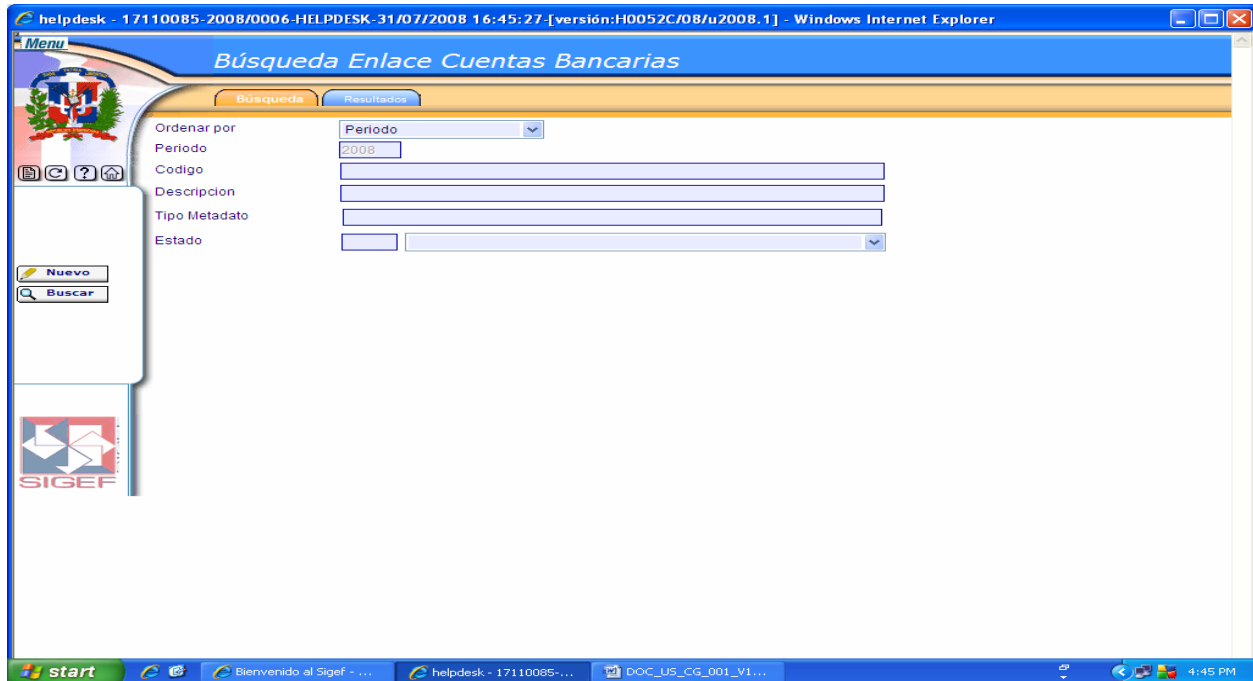 helpdesk - 17110085-2008/0006-HELPDESK-31/07/2008 16:45:27-[versión:H0052C/08/u2008.1] - Windows Internet Explorer
Menu
Búsqueda Enlace Cuentas Bancarias
Búsqueda Resultados
Ordenar por Periodo
Periodo 2008
Codigo
Descripcion
Tipo Metadato
Estado
Nuevo
Buscar
SIGEF
start Bienvenido al Sigef - ... helpdesk - 17110085-... DOC_US_CG_001_V1... 4:45 PM